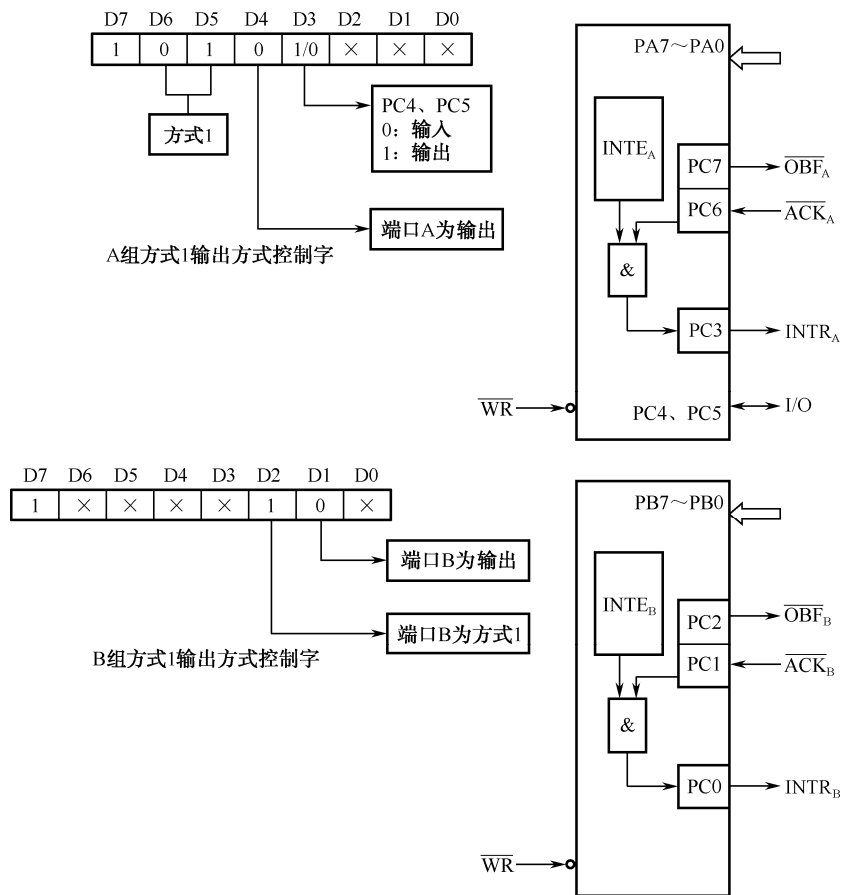 D7 D6 D5 D4 D3 D2 D1 D0
1 0 1 0 1/0 × × ×
方式1
PC4、PC5
0：输入
1：输出
端口A为输出
A组方式1输出方式控制字
PA7～PA0
INTEA
PC7
OBFA
PC6
ACKA
&
PC3
INTRA
WR
PC4、PC5
I/O
D7 D6 D5 D4 D3 D2 D1 D0
1 × × × × 1 0 ×
端口B为输出
端口B为方式1
B组方式1输出方式控制字
PB7～PB0
INTEB
PC2
OBFB
PC1
ACKB
&
PC0
INTRB
WR